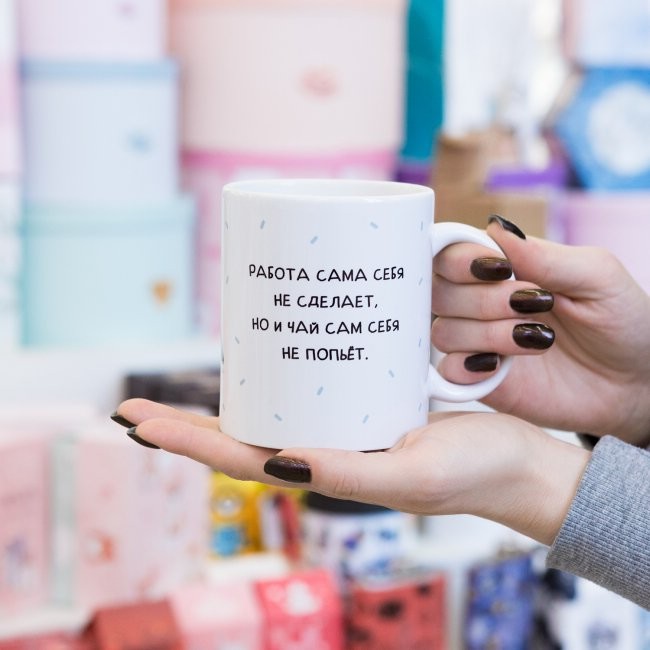 РАБОТА САМА СЕБЯ
НЕ СДЕЛАЕТ,
НО И ЧАЙ САМ СЕБЯ
НЕ ПОПЬЁТ.